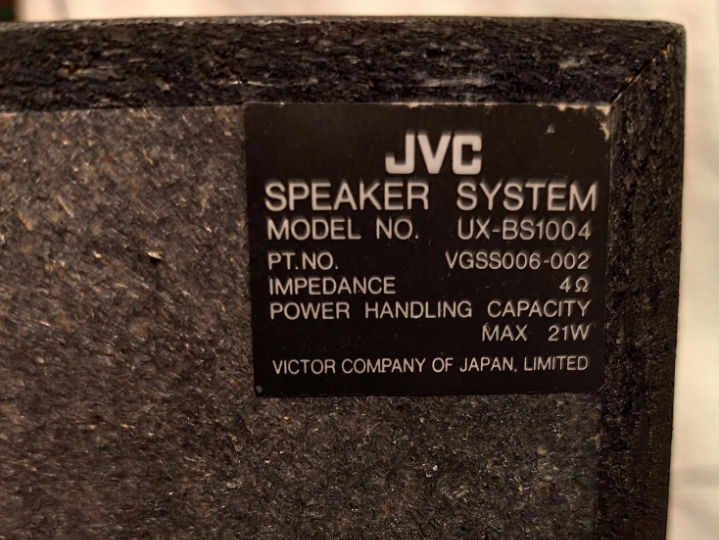 JVC
SPEAKER SYSTEM
MODEL NO. UX-BS1004
PT.NO. VGSS006-002
IMPEDANCE 4Ω
POWER HANDLING CAPACITY
MAX 21W
VICTOR COMPANY OF JAPAN, LIMITED